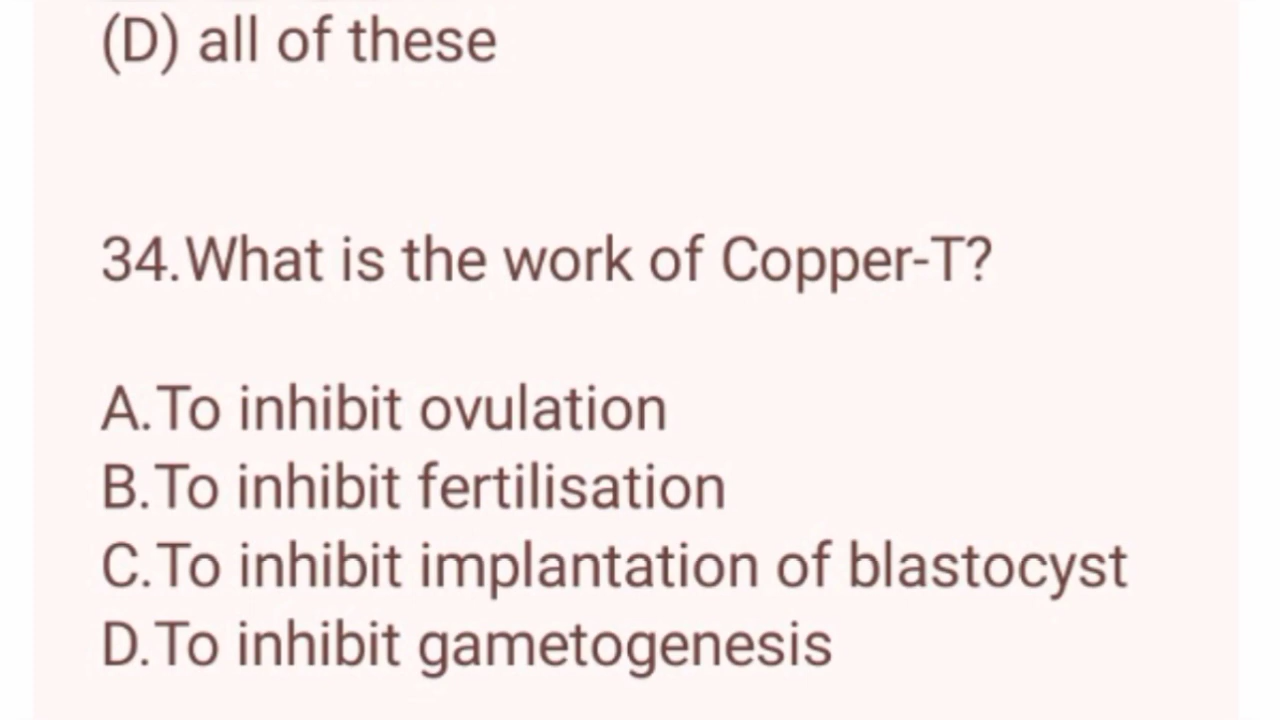 (D) all of these
34.What is the work of Copper-T?
A.To inhibit ovulation
B.To inhibit fertilisation
C.To inhibit implantation of blastocyst
D.To inhibit gametogenesis